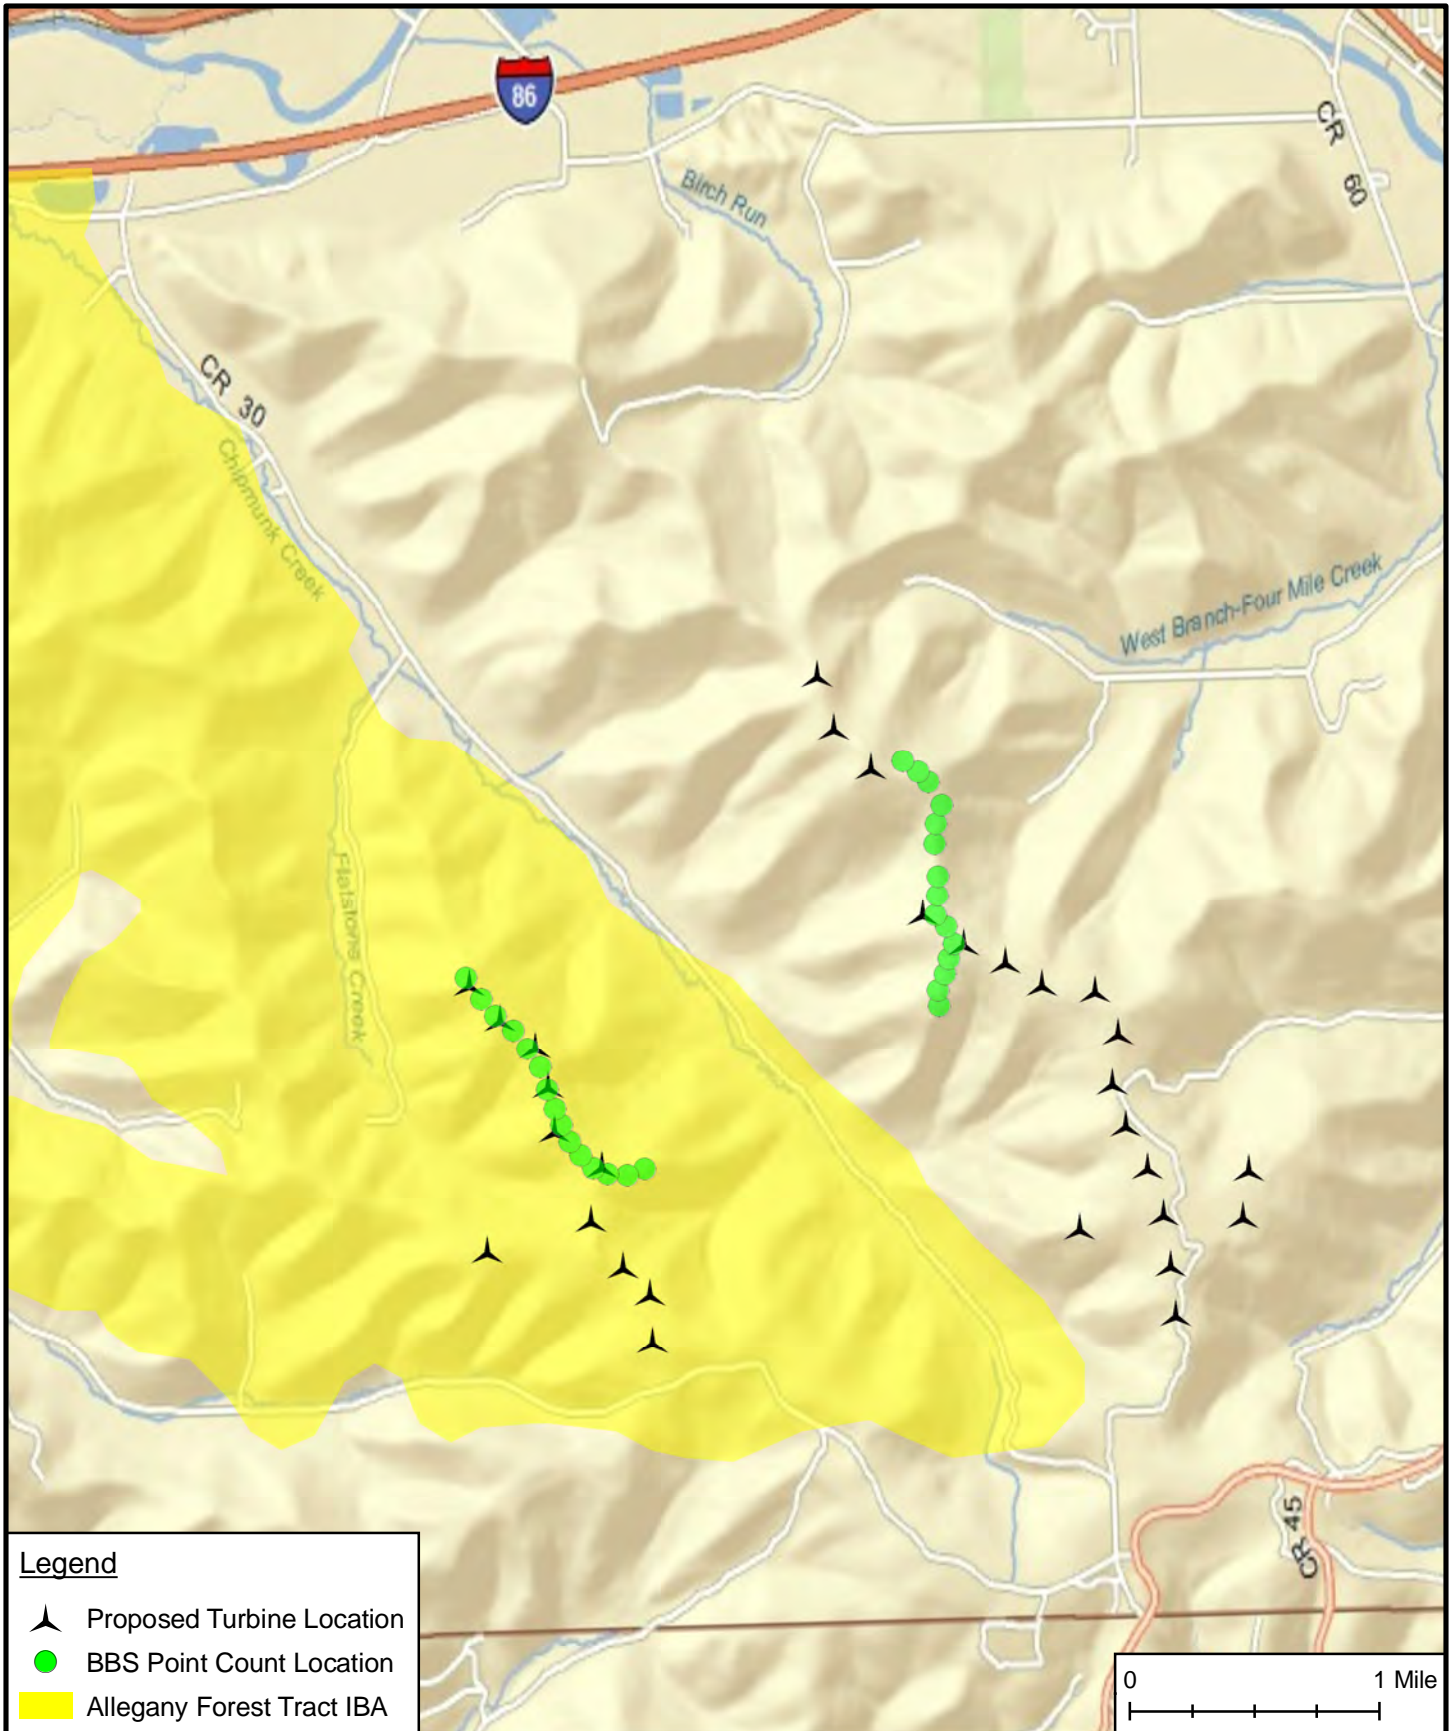 86
CR 60
Birch Run
CR 30
Chipmunk Creek
West Branch-Four Mile Creek
Flatstone Creek
CR 45
Legend
Proposed Turbine Location
BBS Point Count Location
Allegany Forest Tract IBA
0 1 Mile